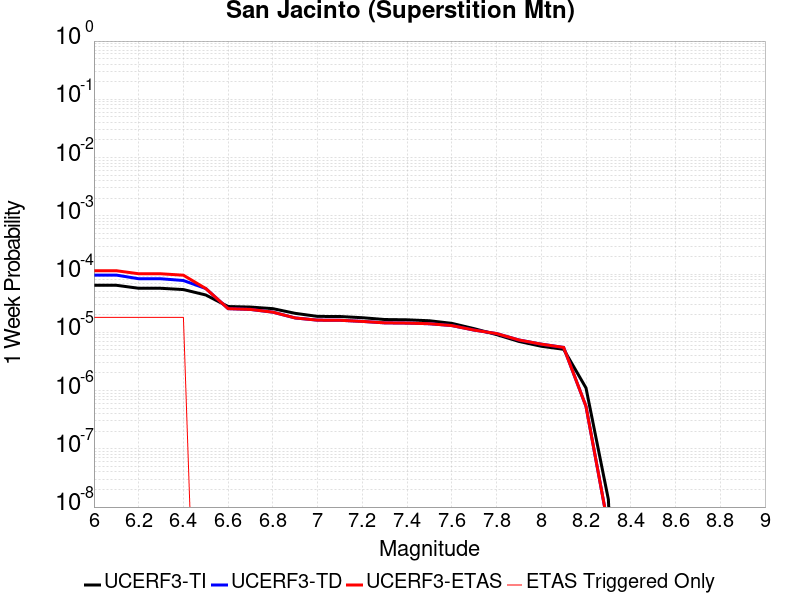 San Jacinto (Superstition Mtn)
10 0
10 -1
10 -2
10 -3
10 -4
10 -5
10 -6
10 -7
10 -8
1 Week Probability
6 6.2 6.4 6.6 6.8 7 7.2 7.4 7.6 7.8 8 8.2 8.4 8.6 8.8 9
Magnitude
UCERF3-TI UCERF3-TD UCERF3-ETAS ETAS Triggered Only